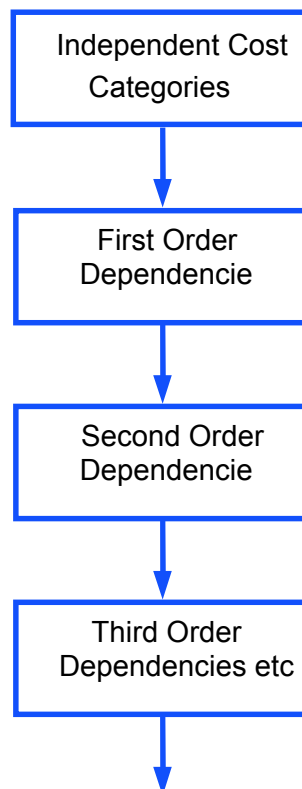 Independent Cost
Categories
First Order
Dependencie
Second Order
Dependencie
Third Order
Dependencies etc